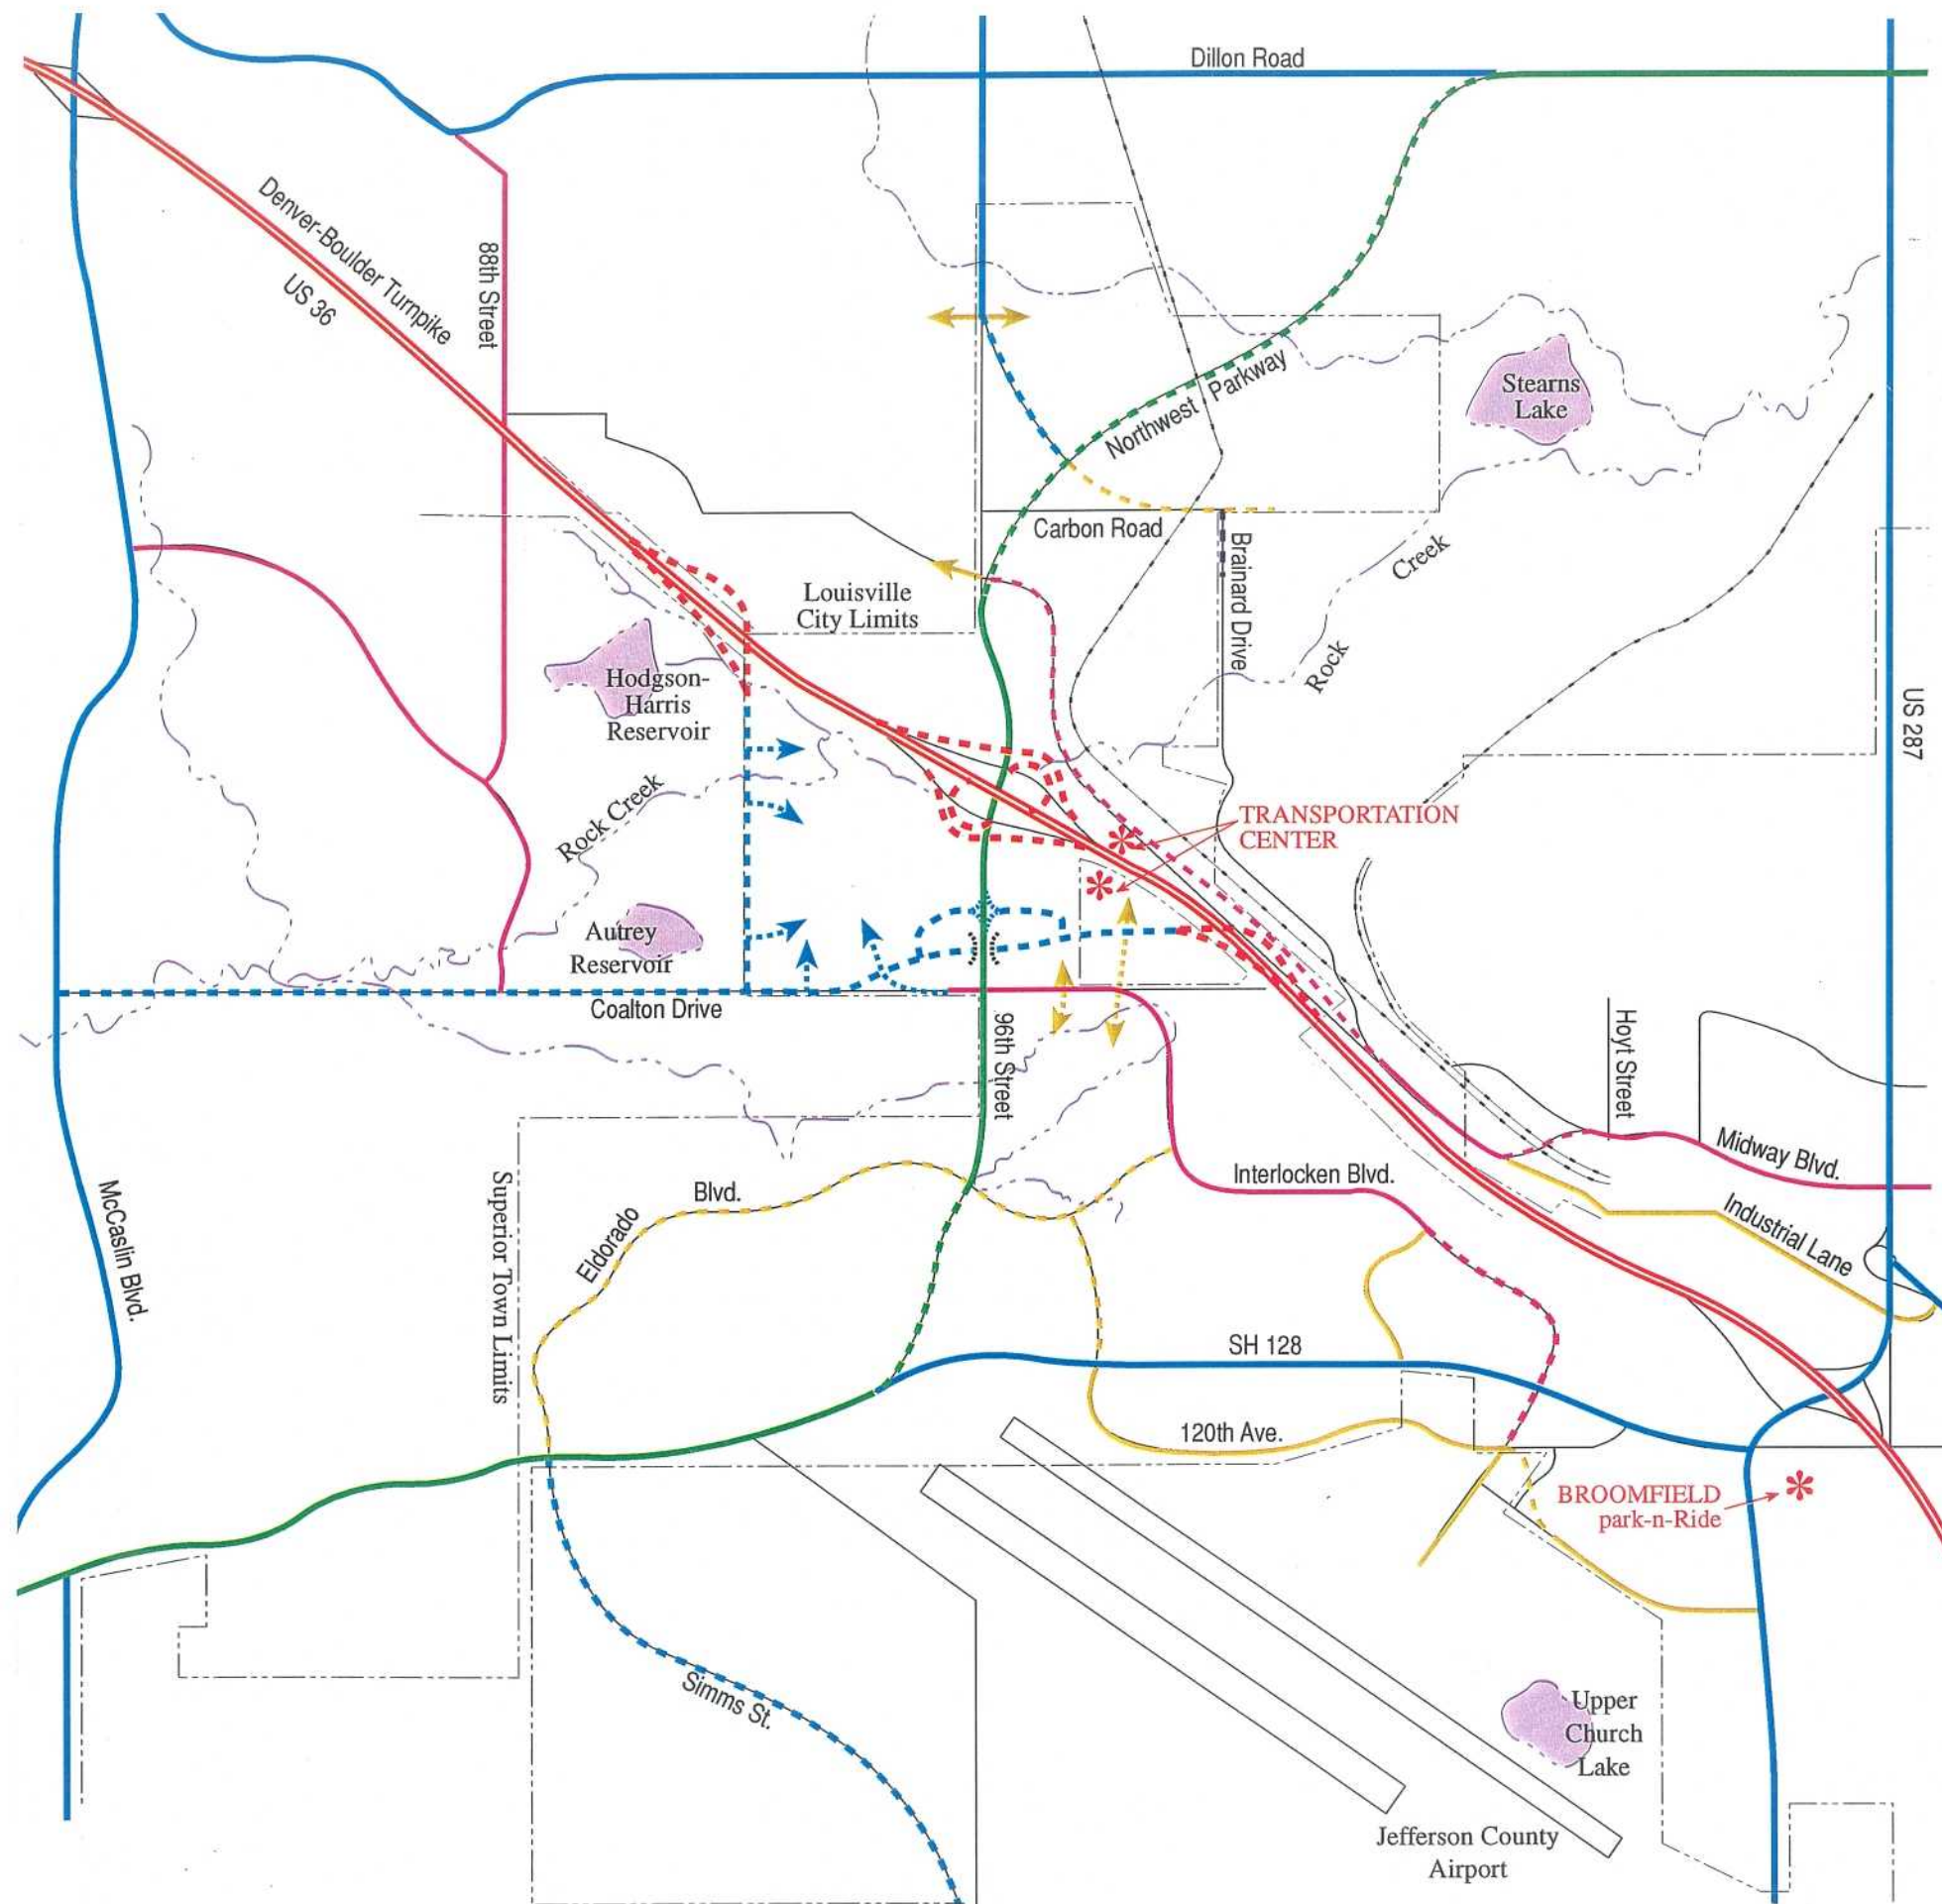 Dillon Road
Denver-Boulder Turnpike
US 36
88th Street
Stearns
Lake
Northwest Parkway
Carbon Road
Brainard Drive
Creek
Rock
Louisville
City Limits
Hodgson-
Harris
Reservoir
US 287
Rock Creek
TRANSPORTATION
CENTER
Autrey
Reservoir
Coalton Drive
96th Street
Hoyt Street
Midway Blvd.
Interlocken Blvd.
Industrial Lane
McCaslin Blvd.
Superior Town Limits
Eldorado
Blvd.
SH 128
120th Ave.
BROOMFIELD
park-n-Ride
Simms St.
Upper
Church
Lake
Jefferson County
Airport